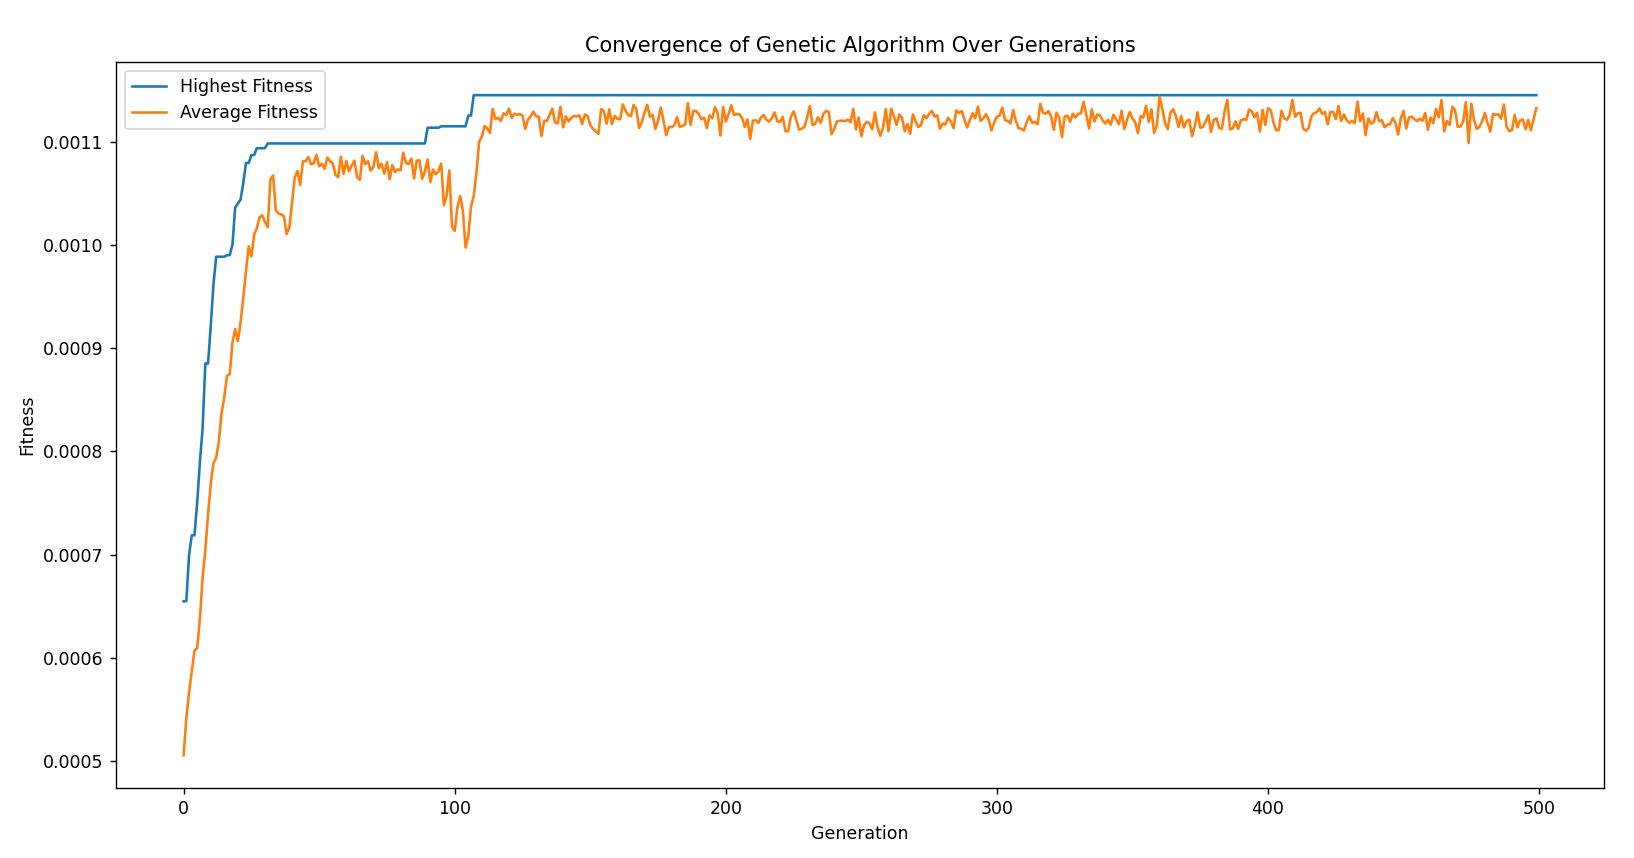 Convergence of Genetic Algorithm Over Generations
Highest Fitness
Average Fitness
Fitness
0.0011
0.0010
0.0009
0.0008
0.0007
0.0006
0.0005
0
100
200
300
400
500
Generation